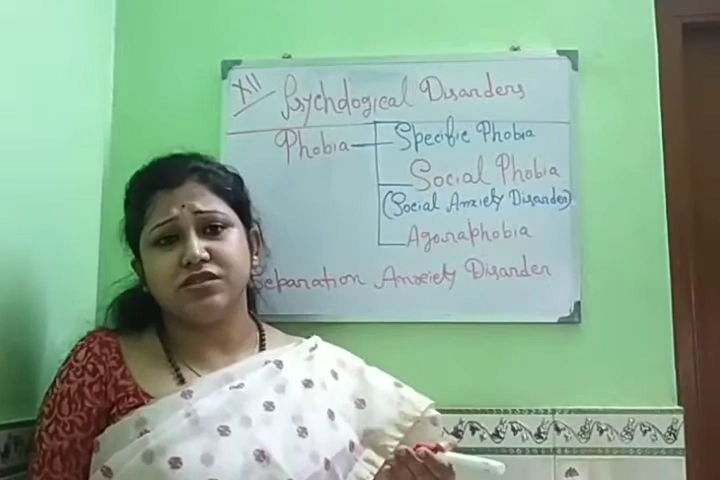 XII Psychological Disorders
Phobia Specific Phobia
Social Phobia
(Social Anxiety Disorder)
Agoraphobia
Separation Anxiety Disorder